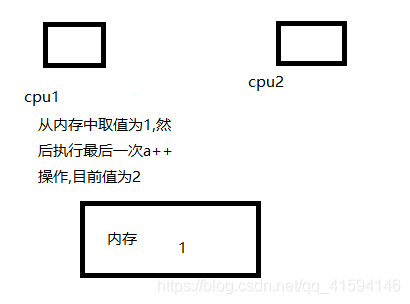 cpu1
cpu2
从内存中取值为1,然
后执行最后一次a++
操作,目前值为2
内存
1
https://blog.csdn.net/qq_41594146